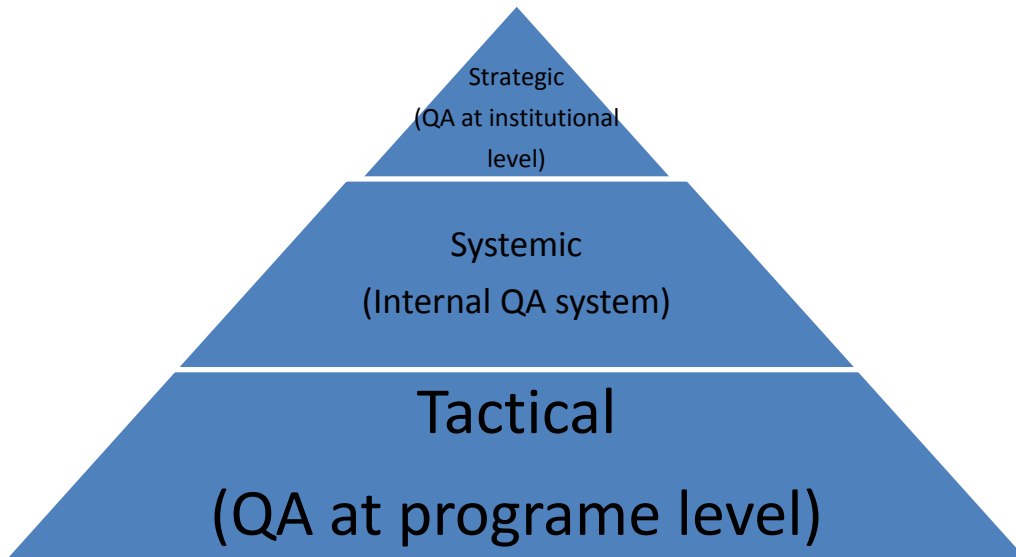 Strategic
(QA at institutional
level)
Systemic
(Internal QA system)
Tactical
(QA at programe level)